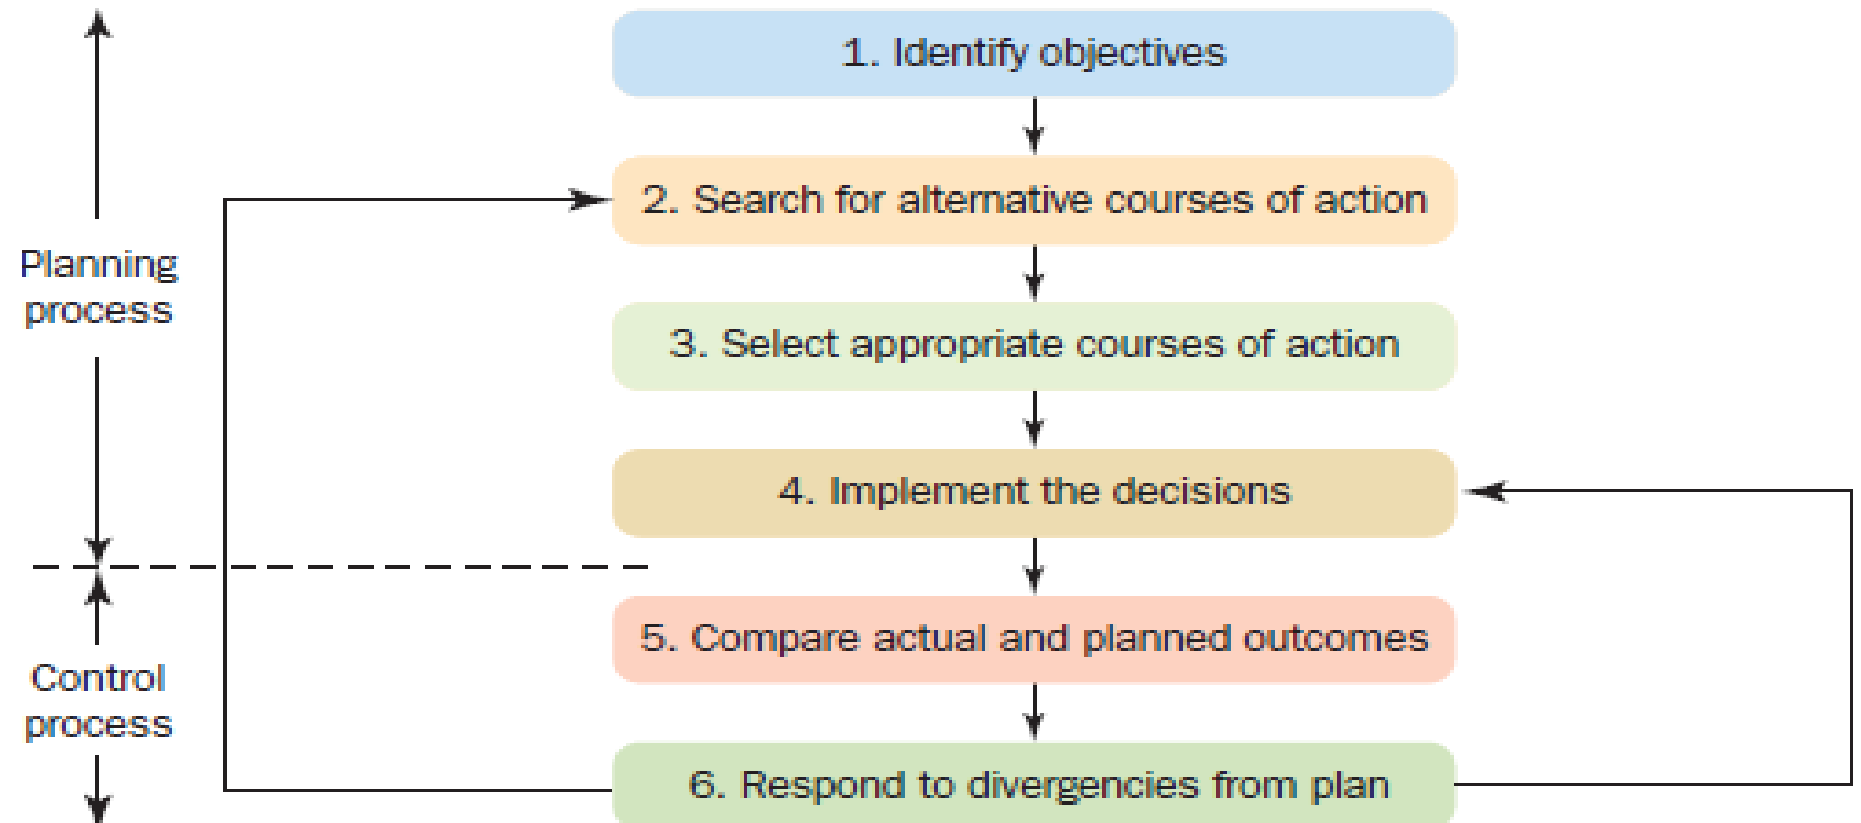 1. Identify objectives
2. Search for alternative courses of action
Planning
process
3. Select appropriate courses of action
4. Implement the decisions
5. Compare actual and planned outcomes
Control
process
6. Respond to divergencies from plan